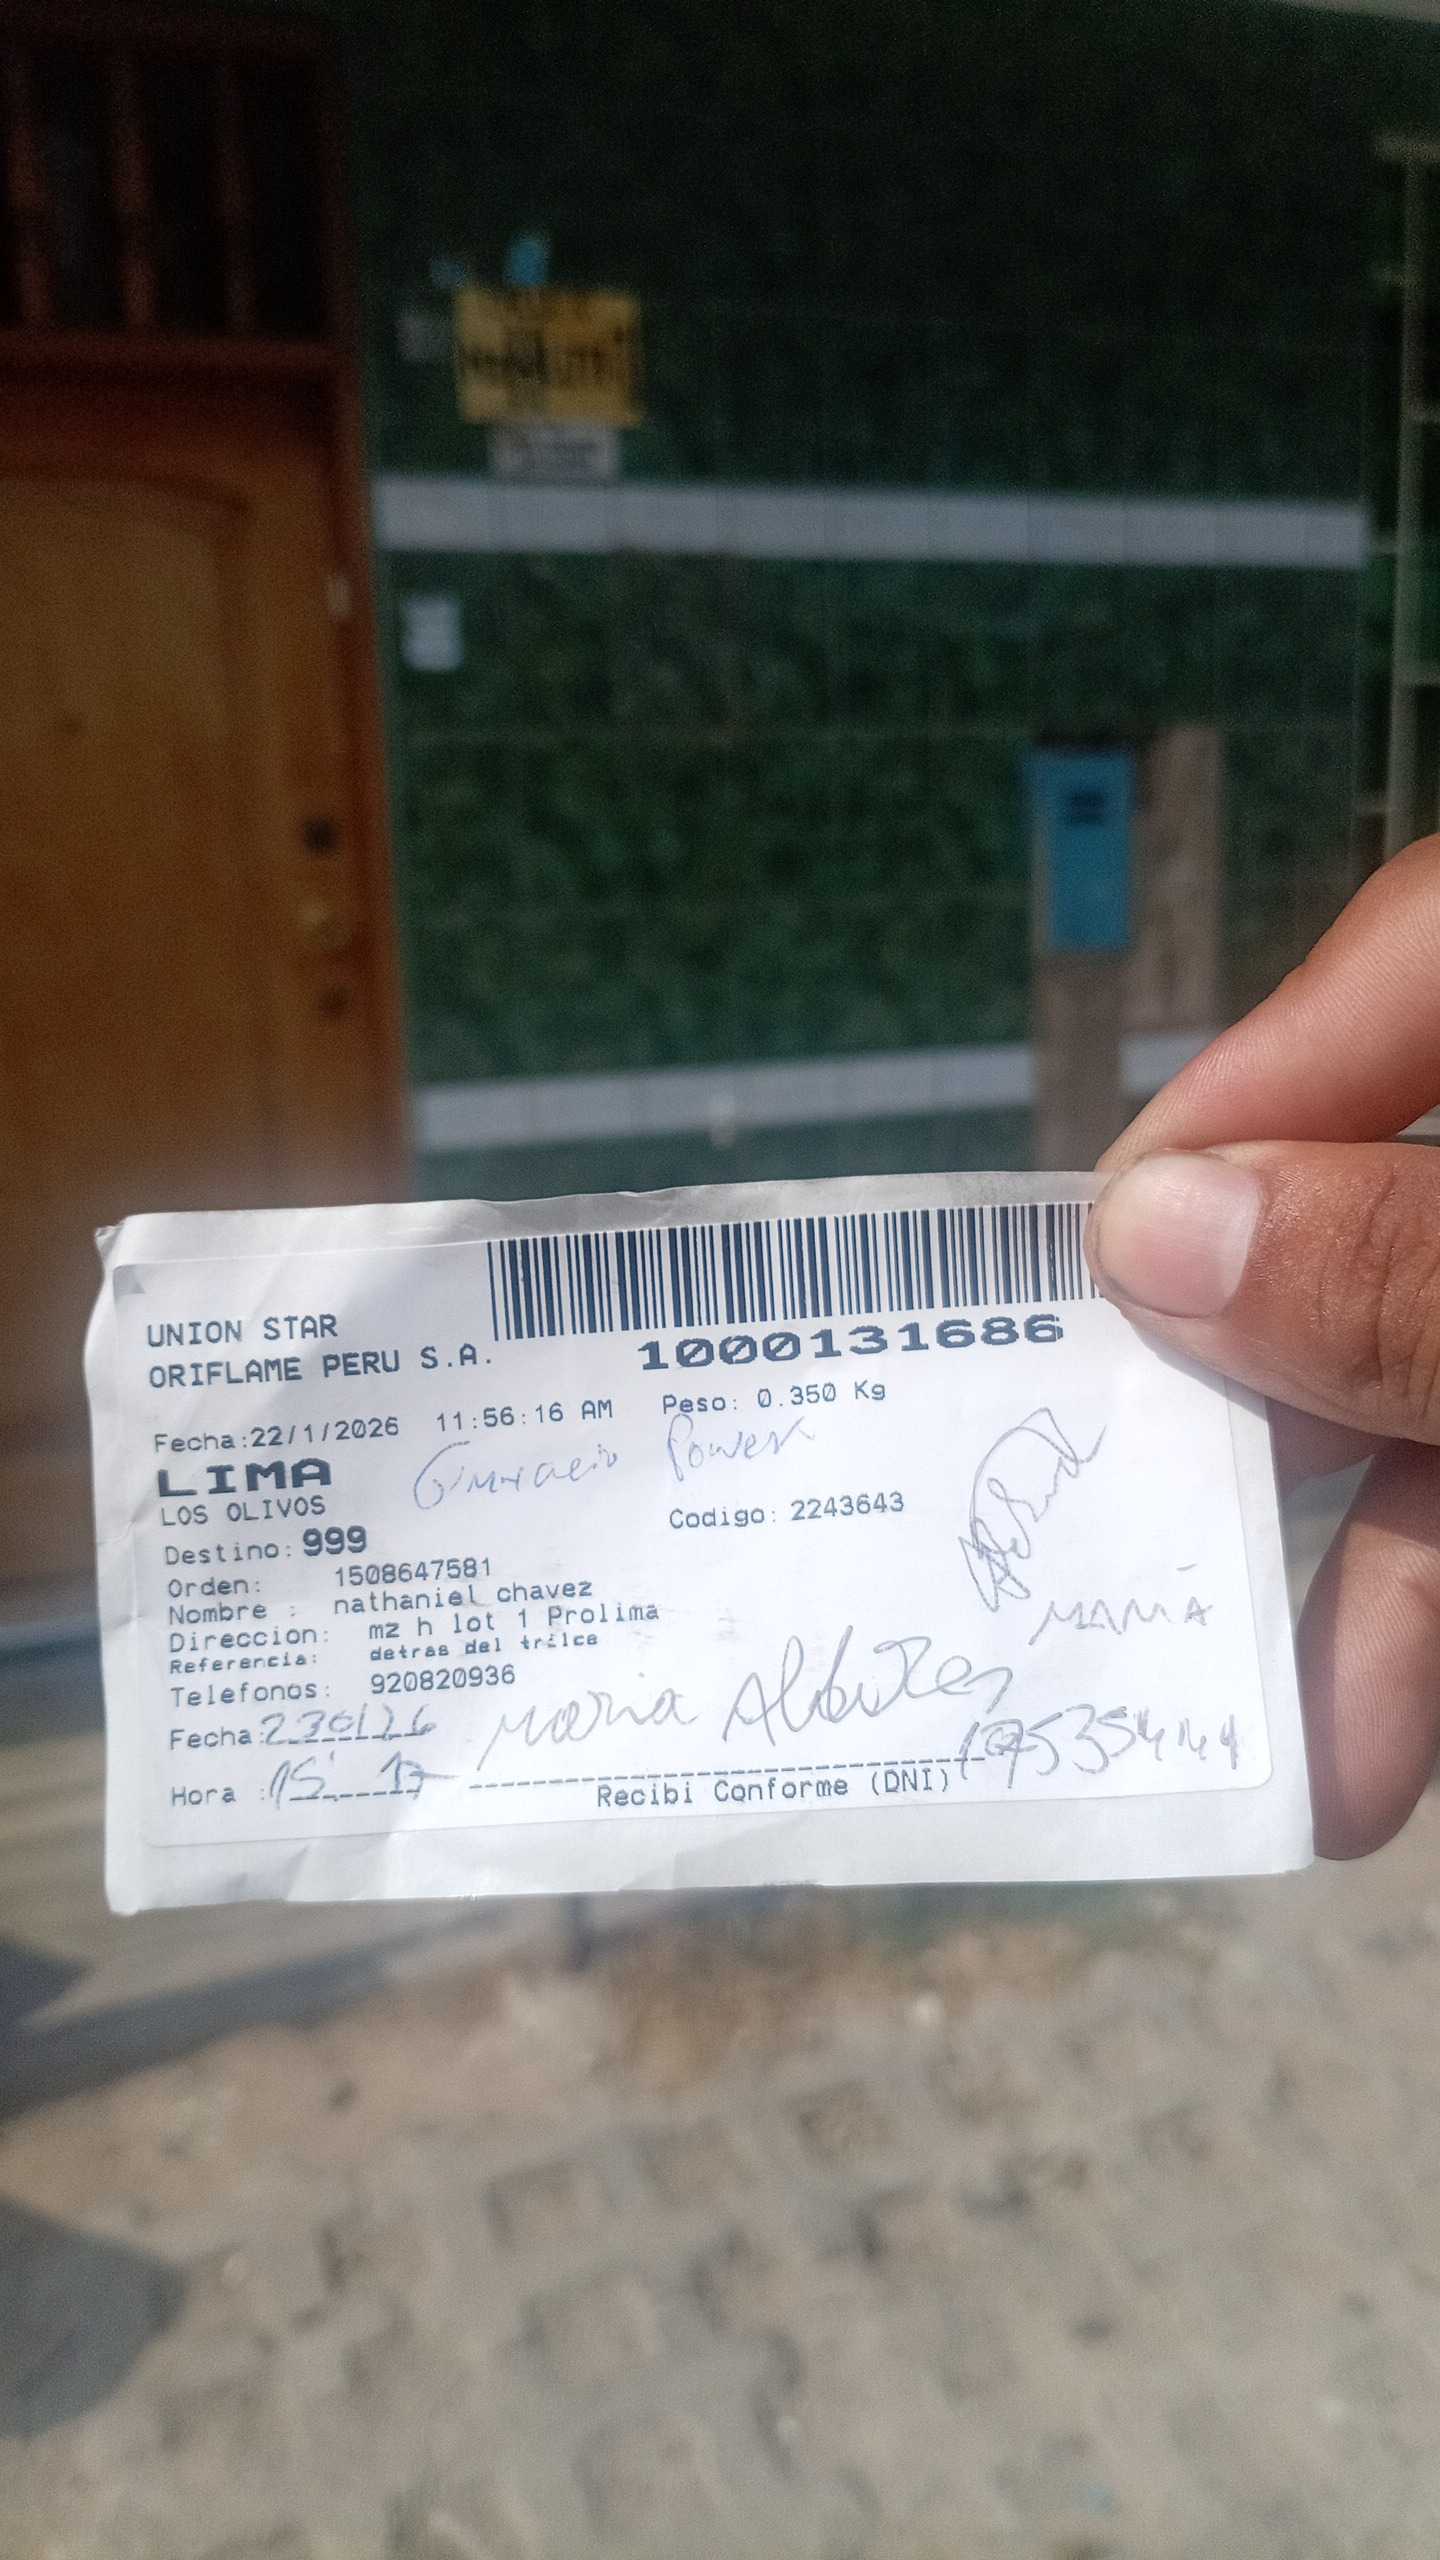 UNION STAR
ORIFLAME PERU S.A.
1000131686
Fecha:22/1/2026 11:56:16 AM Peso: 0.350 Kg
Power
LIMA
LOS OLIVOS
Codigo: 2243643
Destino: 999
Orden: 1508647581
Nombre : nathaniel chavez
Direccion: mz h lot 1 Prolima
Referencia: detras del trilce
Telefonos: 920820936
MAMÁ
Fecha:
Maria
Hora :
Recibi Conforme (DNI)